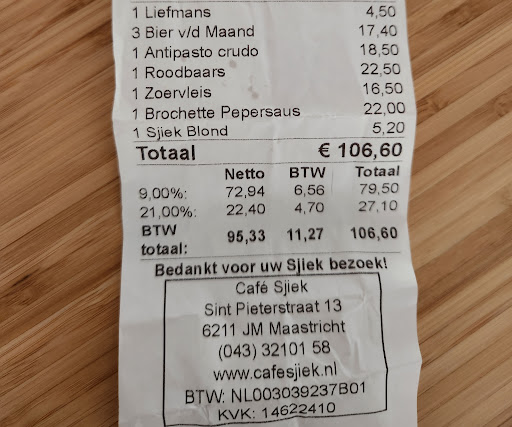 1 Liefmans 4,50
3 Bier v/d Maand 17,40
1 Antipasto crudo 18,50
1 Roodbaars 22,50
1 Zoervleis 16,50
1 Brochette Pepersaus 22,00
1 Sjiek Blond 5,20
Totaal € 106,60
Netto BTW Totaal
9,00%: 72,94 6,56 79,50
21,00%: 22,40 4,70 27,10
BTW
totaal: 95,33 11,27 106,60
Bedankt voor uw Sjiek bezoek!
Café Sjiek
Sint Pieterstraat 13
6211 JM Maastricht
(043) 32101 58
www.cafesjiek.nl
BTW: NL003039237B01
KVK: 14622410